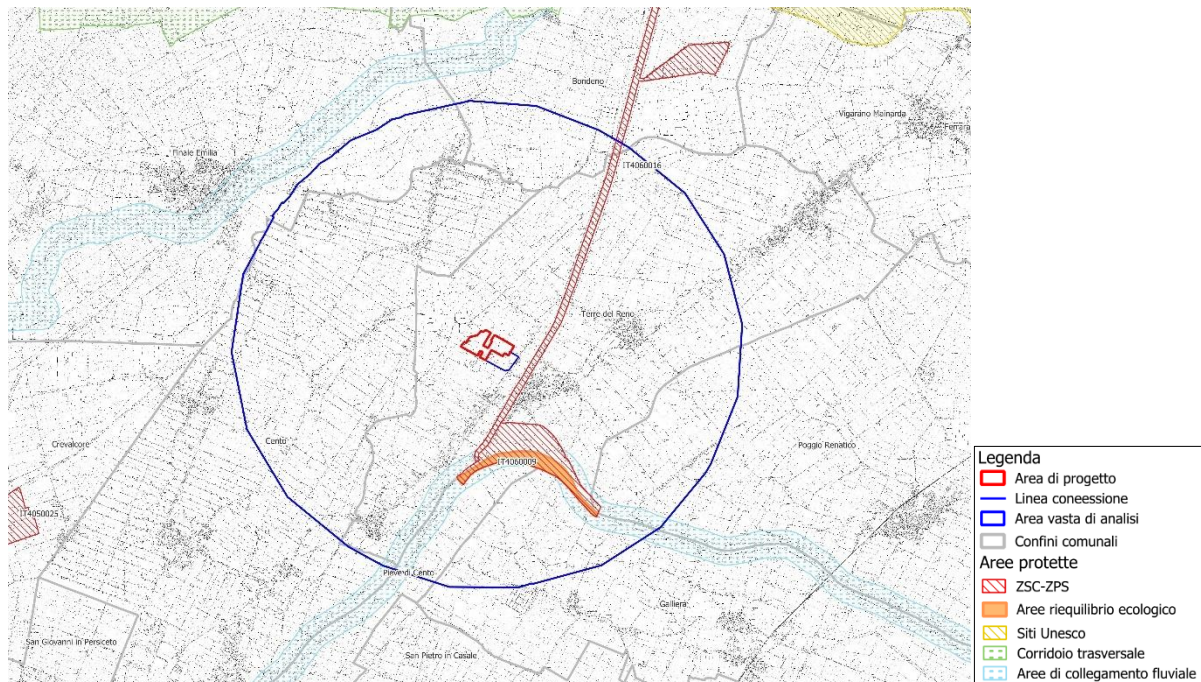 Bondeno
Vigarano Mainarda
Ferrara
Finale Emilia
IT4060016
Terre del Reno
Cento
Crevalcore
Poggio Renatico
IT4060009
IT4050025
Pieve di Cento
Galliera
San Giovanni in Persiceto
San Pietro in Casale
Legenda
Area di progetto
Linea coneessione
Area vasta di analisi
Confini comunali
Aree protette
ZSC-ZPS
Aree riequilibrio ecologico
Siti Unesco
Corridoio trasversale
Aree di collegamento fluviale